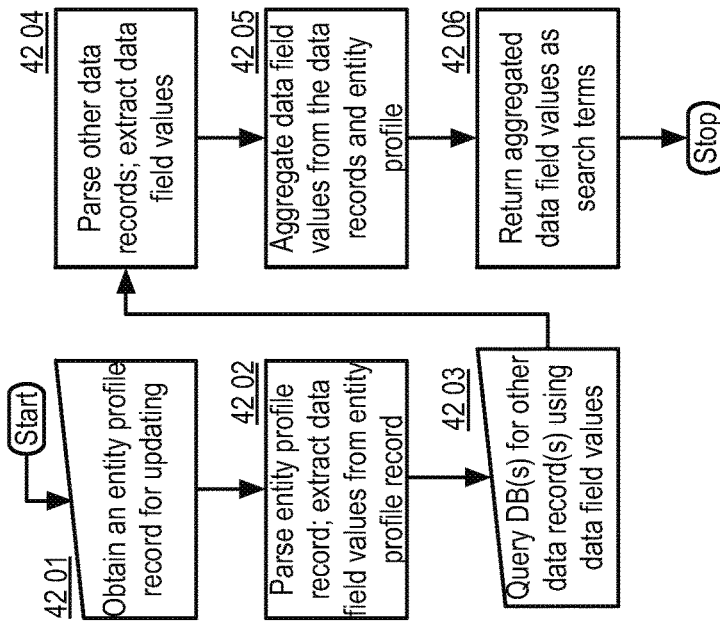 Start
42 01
Obtain an entity profile
record for updating
42 02
Parse entity profile
record; extract data
field values from entity
profile record
42 03
Query DB(s) for other
data record(s) using
data field values
42 04
Parse other data
records; extract data
field values
42 05
Aggregate data field
values from the data
records and entity
profile
42 06
Return aggregated
data field values as
search terms
Stop